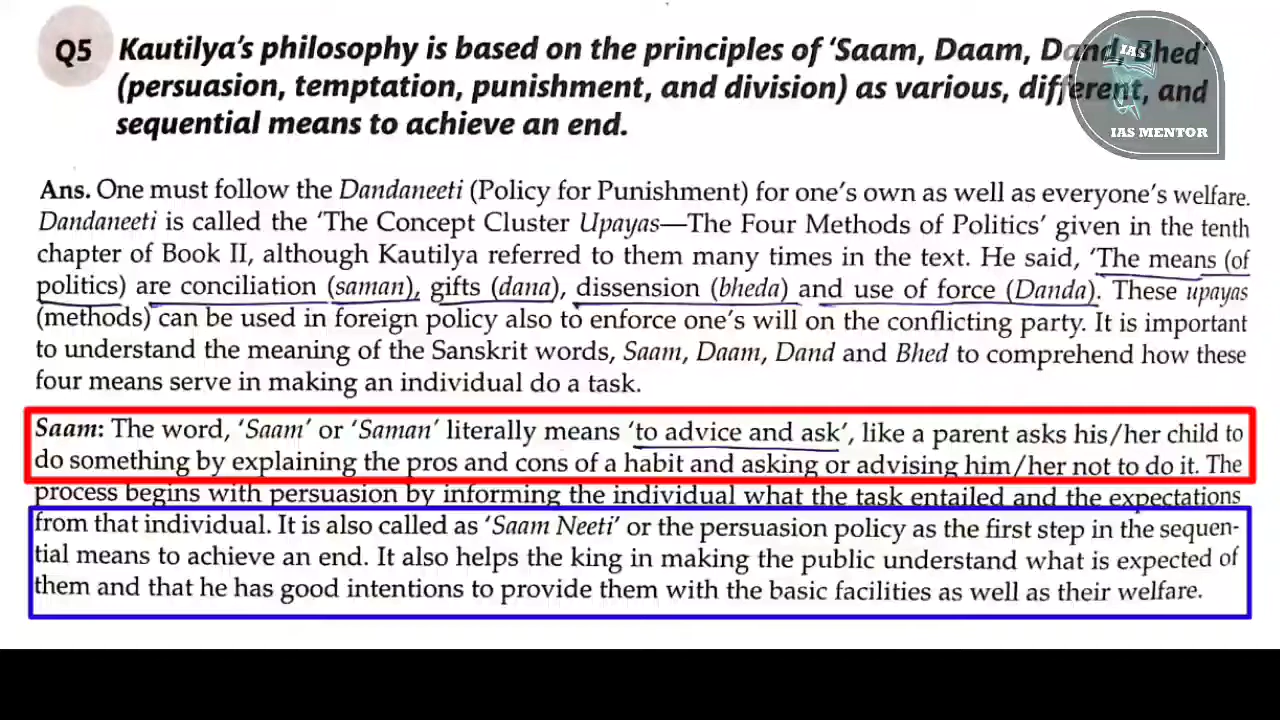 Q5 Kautilya's philosophy is based on the principles of 'Saam, Daam, Dand, Bhed'
(persuasion, temptation, punishment, and division) as various, different, and
sequential means to achieve an end.
IAS
IAS MENTOR
Ans. One must follow the Dandaneeti (Policy for Punishment) for one's own as well as everyone's welfare.
Dandaneeti is called the 'The Concept Cluster Upayas—The Four Methods of Politics' given in the tenth
chapter of Book II, although Kautilya referred to them many times in the text. He said, 'The means (of
politics) are conciliation (saman), gifts (dana), dissension (bheda) and use of force (Danda). These upayas
(methods) can be used in foreign policy also to enforce one's will on the conflicting party. It is important
to understand the meaning of the Sanskrit words, Saam, Daam, Dand and Bhed to comprehend how these
four means serve in making an individual do a task.
Saam: The word, 'Saam' or 'Saman' literally means 'to advice and ask', like a parent asks his/her child to
do something by explaining the pros and cons of a habit and asking or advising him/her not to do it. The
process begins with persuasion by informing the individual what the task entailed and the expectations
from that individual. It is also called as 'Saam Neeti' or the persuasion policy as the first step in the sequen-
tial means to achieve an end. It also helps the king in making the public understand what is expected of
them and that he has good intentions to provide them with the basic facilities as well as their welfare.